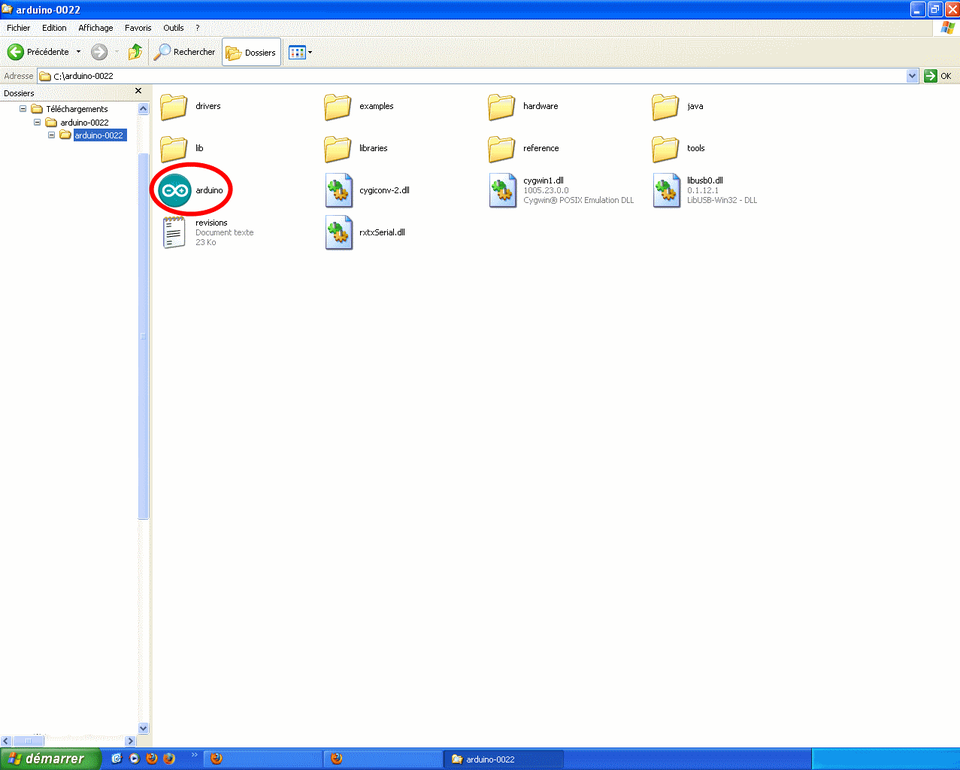 arduino-0022
Fichier Edition Affichage Favoris Outils ?
Précédente Rechercher Dossiers
Adresse C:\arduino-0022 OK
Dossiers
Téléchargements
arduino-0022
arduino-0022
drivers examples hardware java
lib libraries reference tools
arduino
cygiconv-2.dll
cygwin1.dll
1005.23.0.0
Cygwin® POSIX Emulation DLL
libusb0.dll
0.1.12.1
LibUSB-Win32 - DLL
revisions
Document texte
23 Ko
rxtxSerial.dll
démarrer arduino-0022